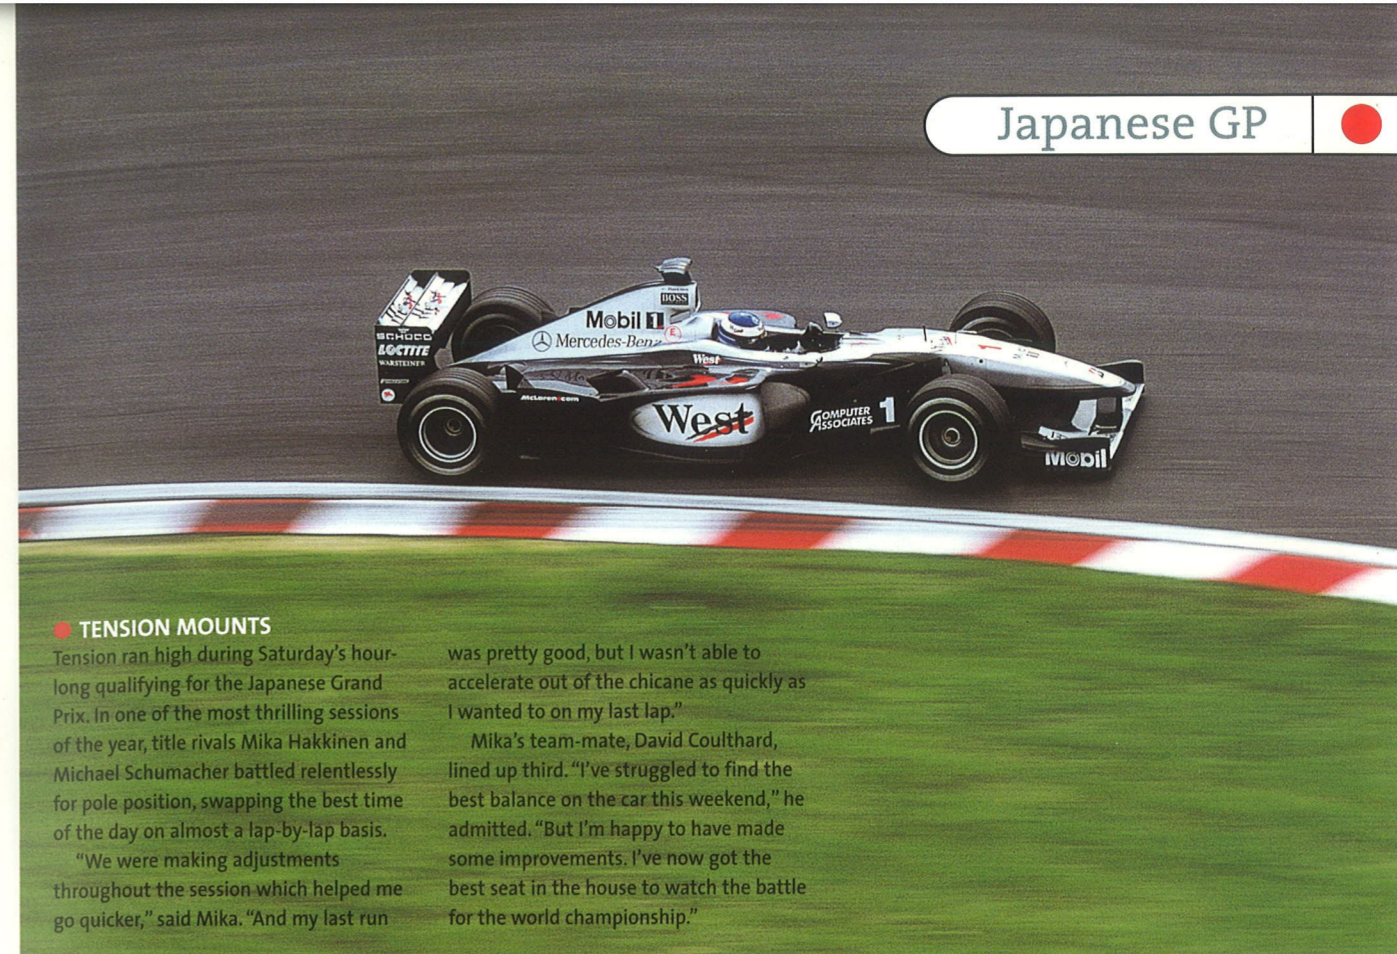 Japanese GP
BOSS
Mobil 1
Mercedes-Benz
E
SCHÜCO
LOCTITE
WARSTEINER
West
McLaren.com
West
COMPUTER
ASSOCIATES
1
1
Mobil
TENSION MOUNTS
Tension ran high during Saturday’s hour-
long qualifying for the Japanese Grand
Prix. In one of the most thrilling sessions
of the year, title rivals Mika Hakkinen and
Michael Schumacher battled relentlessly
for pole position, swapping the best time
of the day on almost a lap-by-lap basis.
“We were making adjustments
throughout the session which helped me
go quicker,” said Mika. “And my last run
was pretty good, but I wasn’t able to
accelerate out of the chicane as quickly as
I wanted to on my last lap.”
Mika’s team-mate, David Coulthard,
lined up third. “I’ve struggled to find the
best balance on the car this weekend,” he
admitted. “But I’m happy to have made
some improvements. I’ve now got the
best seat in the house to watch the battle
for the world championship.”